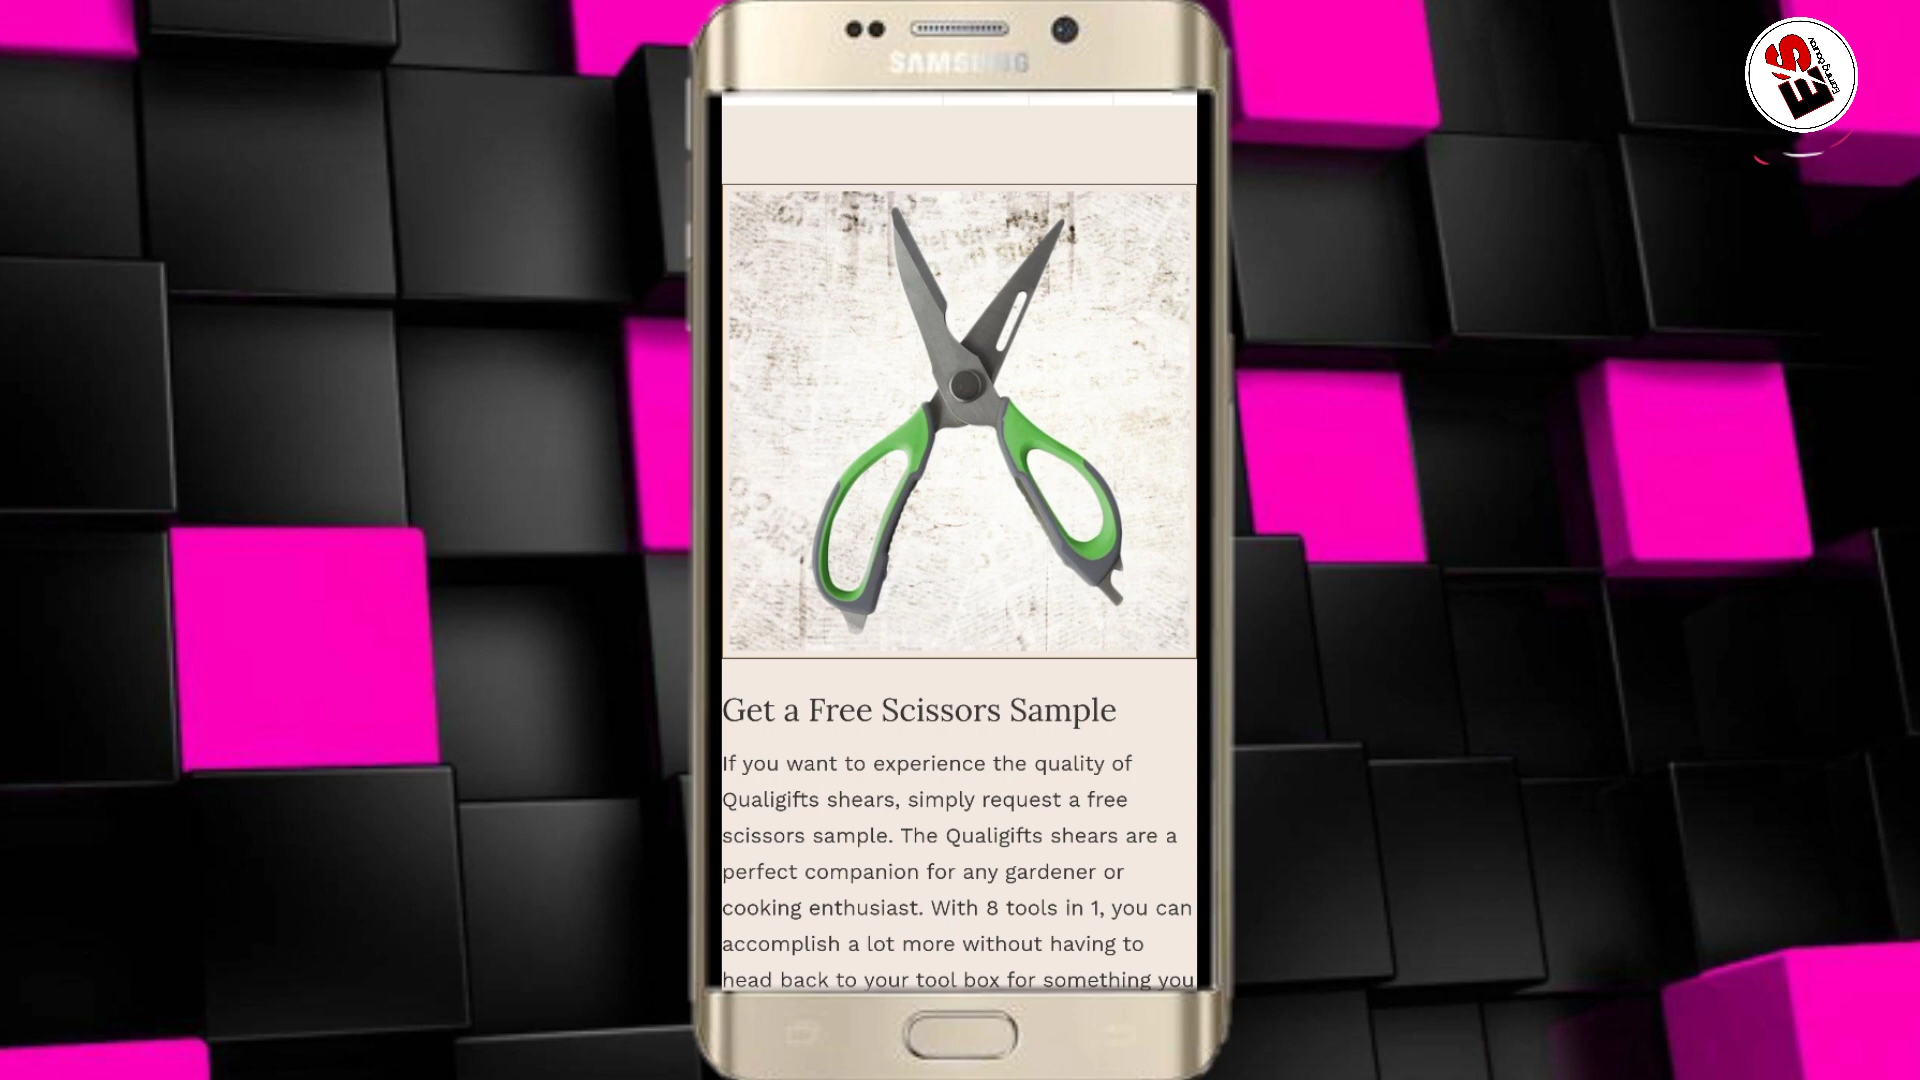 SAMSUNG
ES
Get a Free Scissors Sample
If you want to experience the quality of
Qualigifts shears, simply request a free
scissors sample. The Qualigifts shears are a
perfect companion for any gardener or
cooking enthusiast. With 8 tools in 1, you can
accomplish a lot more without having to
head back to your tool box for something you